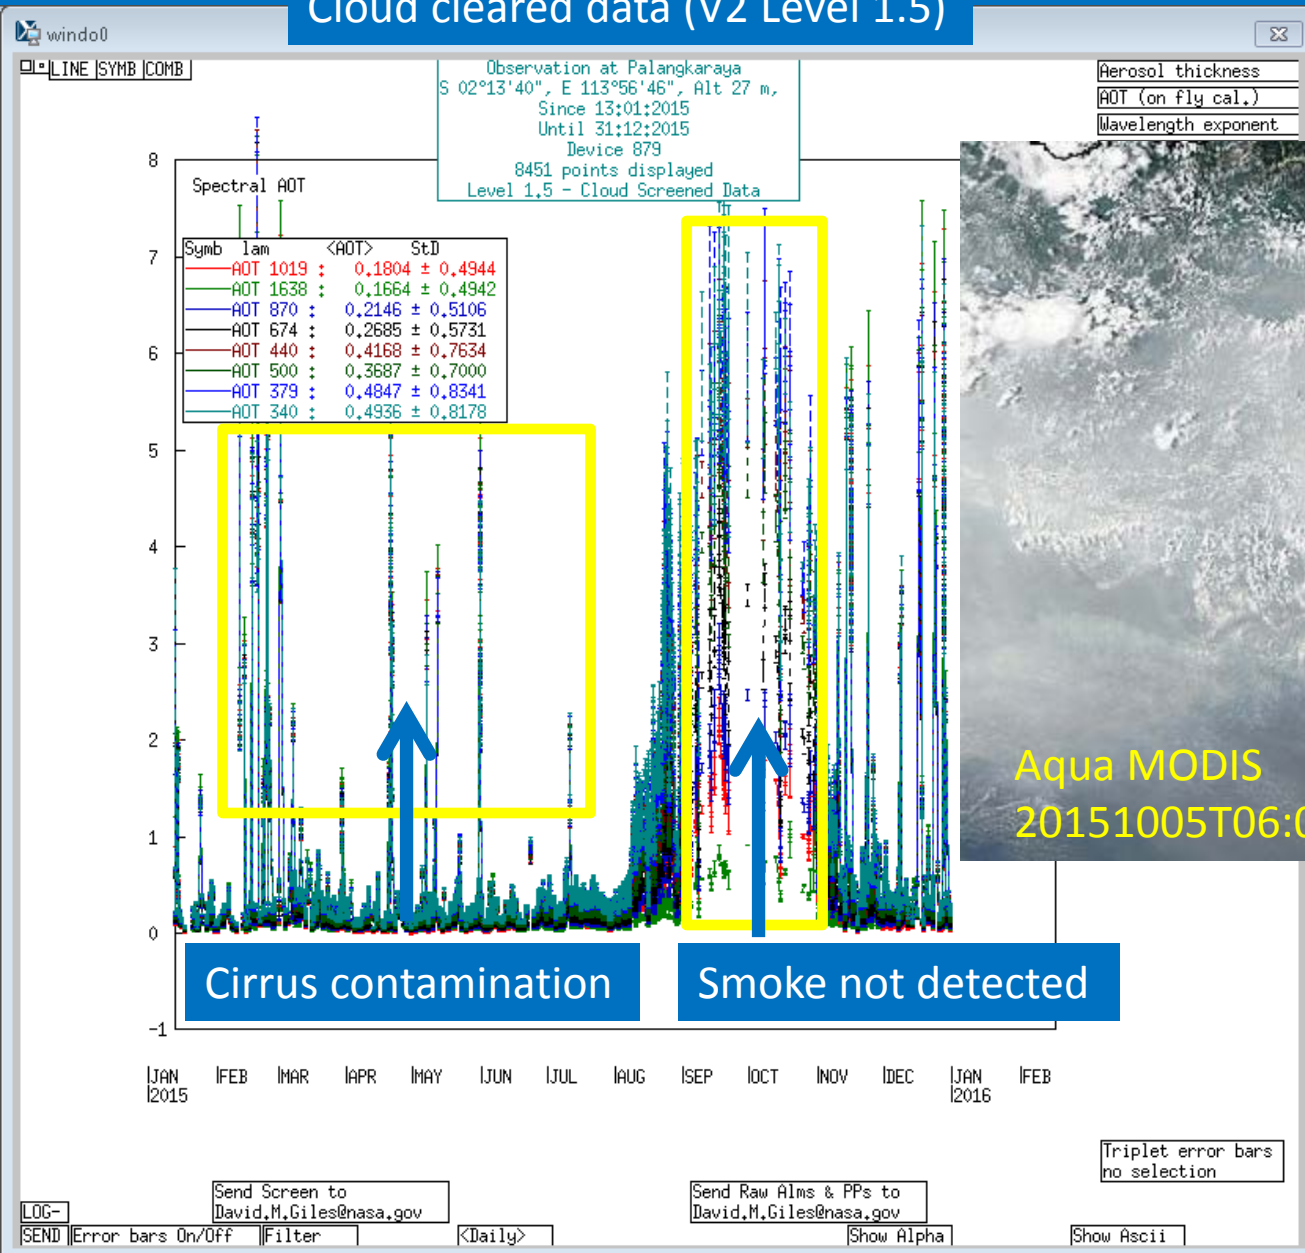 Cloud cleared data (V2 Level 1.5)
windo0
LINE SYMB COMB
Observation at Palangkaraya
S 02°13'40", E 113°56'46", Alt 27 m,
Since 13:01:2015
Until 31:12:2015
Device 879
8451 points displayed
Level 1.5 - Cloud Screened Data
Aerosol thickness
AOT (on fly cal.)
Wavelength exponent
Spectral AOT
Symb lam <AOT> StD
AOT 1019 : 0.1804 ± 0.4944
AOT 1638 : 0.1664 ± 0.4942
AOT 870 : 0.2146 ± 0.5106
AOT 674 : 0.2685 ± 0.5731
AOT 440 : 0.4168 ± 0.7634
AOT 500 : 0.3687 ± 0.7000
AOT 379 : 0.4847 ± 0.8341
AOT 340 : 0.4936 ± 0.8178
8
7
6
5
4
3
2
1
0
-1
Aqua MODIS
20151005T06:0
Cirrus contamination
Smoke not detected
JAN FEB MAR APR MAY JUN JUL AUG SEP OCT NOV DEC JAN FEB
2015 2016
Triplet error bars
no selection
Send Screen to
David.M.Giles@nasa.gov
Send Raw Alms & PPs to
David.M.Giles@nasa.gov
LOG-
SEND Error bars On/Off Filter <Daily> Show Alpha Show Ascii